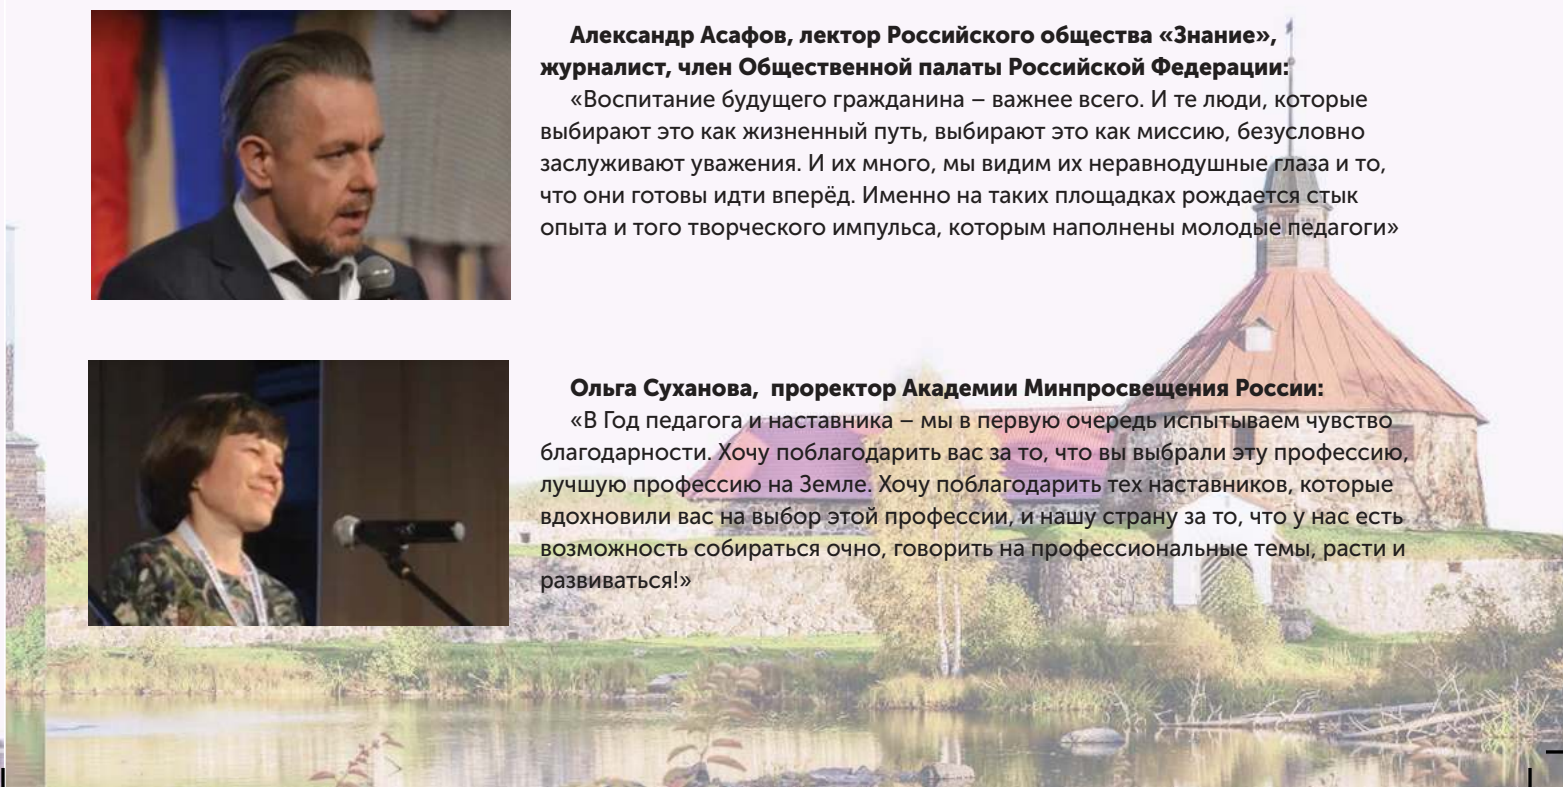 Александр Асафов, лектор Российского общества «Знание»,
журналист, член Общественной палаты Российской Федерации:
«Воспитание будущего гражданина – важнее всего. И те люди, которые
выбирают это как жизненный путь, выбирают это как миссию, безусловно
заслуживают уважения. И их много, мы видим их неравнодушные глаза и то,
что они готовы идти вперёд. Именно на таких площадках рождается стык
опыта и того творческого импульса, которым наполнены молодые педагоги»
Ольга Суханова,  проректор Академии Минпросвещения России:
«В Год педагога и наставника – мы в первую очередь испытываем чувство
благодарности. Хочу поблагодарить вас за то, что вы выбрали эту профессию,
лучшую профессию на Земле. Хочу поблагодарить тех наставников, которые
вдохновили вас на выбор этой профессии, и нашу страну за то, что у нас есть
возможность собираться очно, говорить на профессиональные темы, расти и
развиваться!»